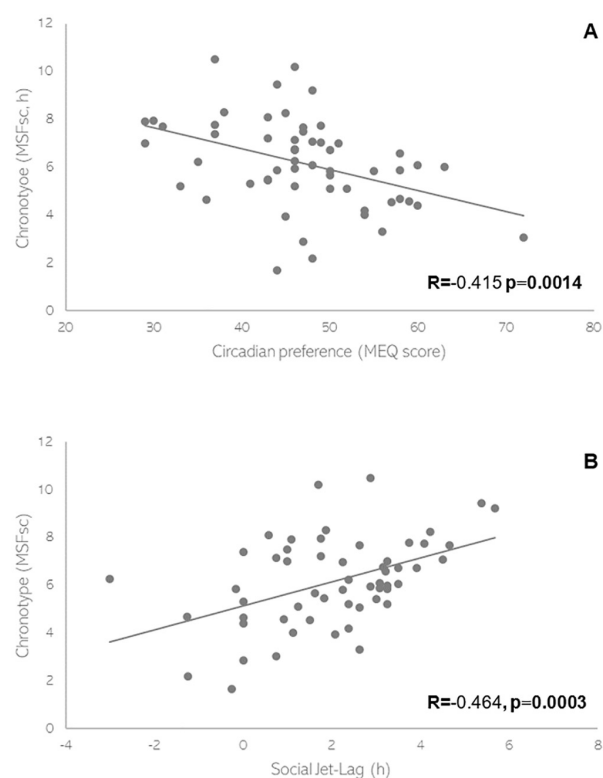 A
12
10
8
6
4
2
0
Chronotyoe (MSFsc, h)
R=-0.415 p=0.0014
20 30 40 50 60 70 80
Circadian preference (MEQ score)
B
12
10
8
6
4
2
0
Chronotype (MSFsc)
R=-0.464, p=0.0003
-4 -2 0 2 4 6 8
Social Jet-Lag (h)